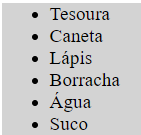 • Tesoura
• Caneta
• Lápis
• Borracha
• Água
• Suco